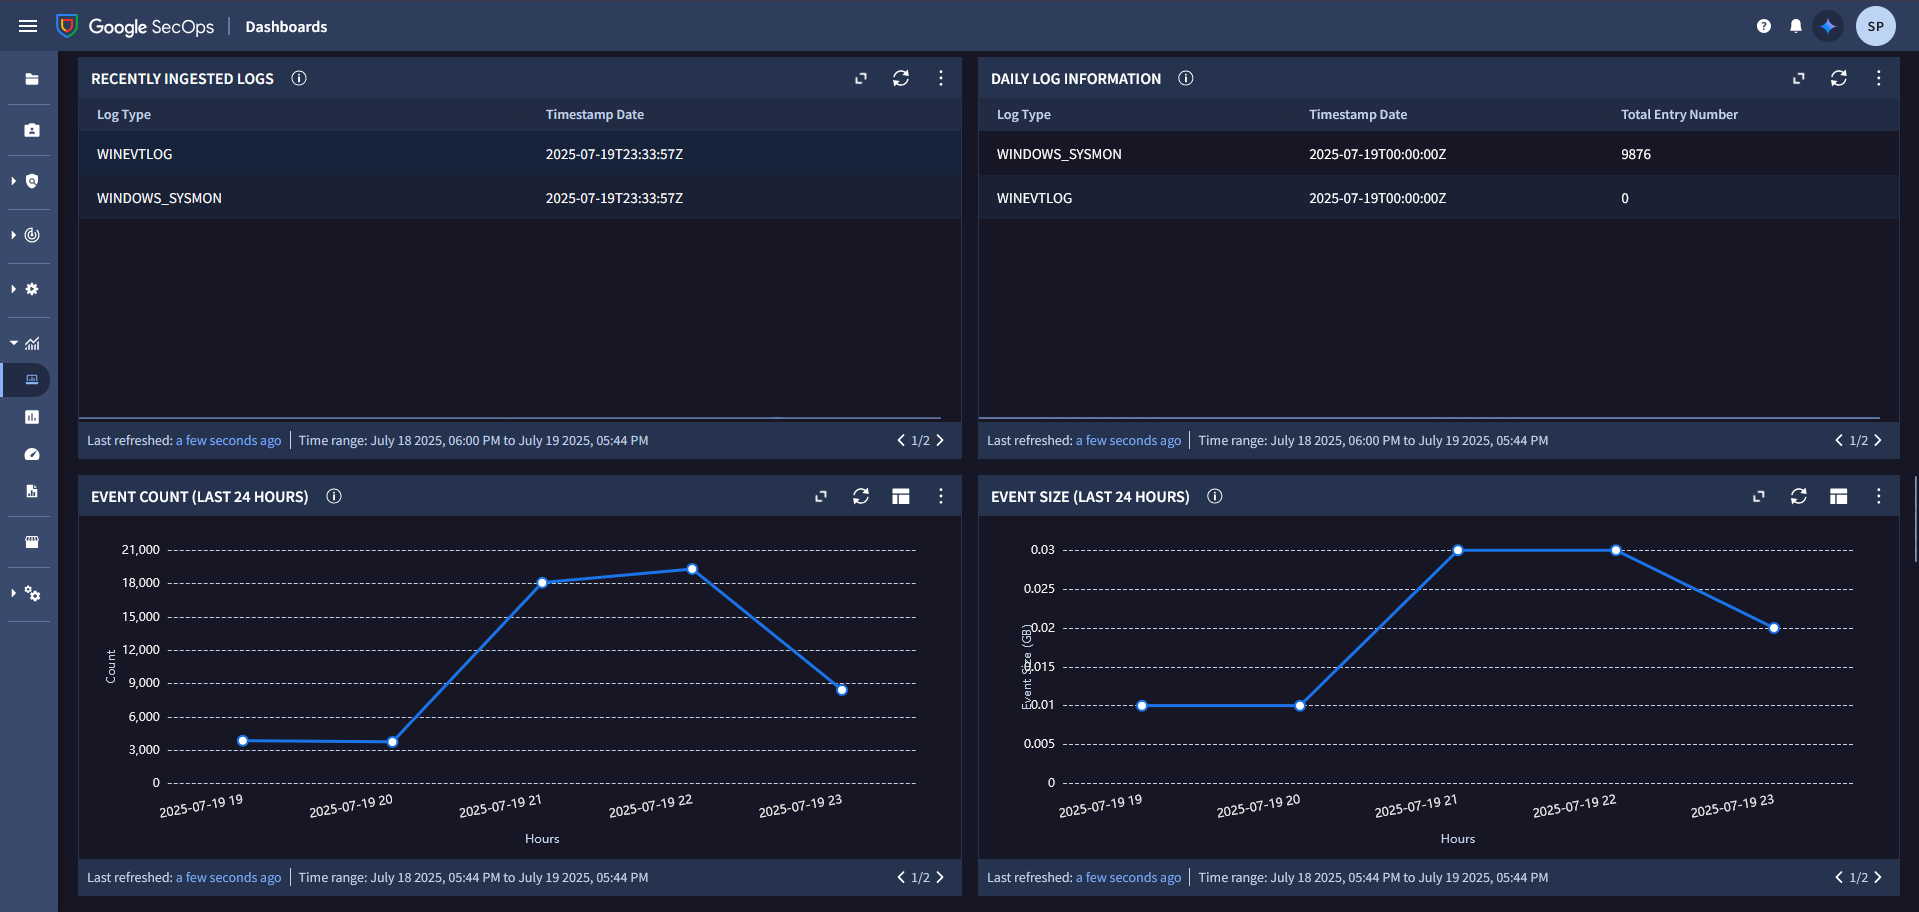 Google SecOps | Dashboards
SP
RECENTLY INGESTED LOGS
Log Type Timestamp Date
WINEVTLOG 2025-07-19T23:33:57Z
WINDOWS_SYSMON 2025-07-19T23:33:57Z
Last refreshed: a few seconds ago | Time range: July 18 2025, 06:00 PM to July 19 2025, 05:44 PM
1/2
DAILY LOG INFORMATION
Log Type Timestamp Date Total Entry Number
WINDOWS_SYSMON 2025-07-19T00:00:00Z 9876
WINEVTLOG 2025-07-19T00:00:00Z 0
Last refreshed: a few seconds ago | Time range: July 18 2025, 06:00 PM to July 19 2025, 05:44 PM
1/2
EVENT COUNT (LAST 24 HOURS)
21,000
18,000
15,000
12,000
9,000
6,000
3,000
0
Count
2025-07-19 19 2025-07-19 20 2025-07-19 21 2025-07-19 22 2025-07-19 23
Hours
Last refreshed: a few seconds ago | Time range: July 18 2025, 05:44 PM to July 19 2025, 05:44 PM
1/2
EVENT SIZE (LAST 24 HOURS)
0.03
0.025
0.02
0.015
0.01
0.005
0
Event Size (GB)
2025-07-19 19 2025-07-19 20 2025-07-19 21 2025-07-19 22 2025-07-19 23
Hours
Last refreshed: a few seconds ago | Time range: July 18 2025, 05:44 PM to July 19 2025, 05:44 PM
1/2